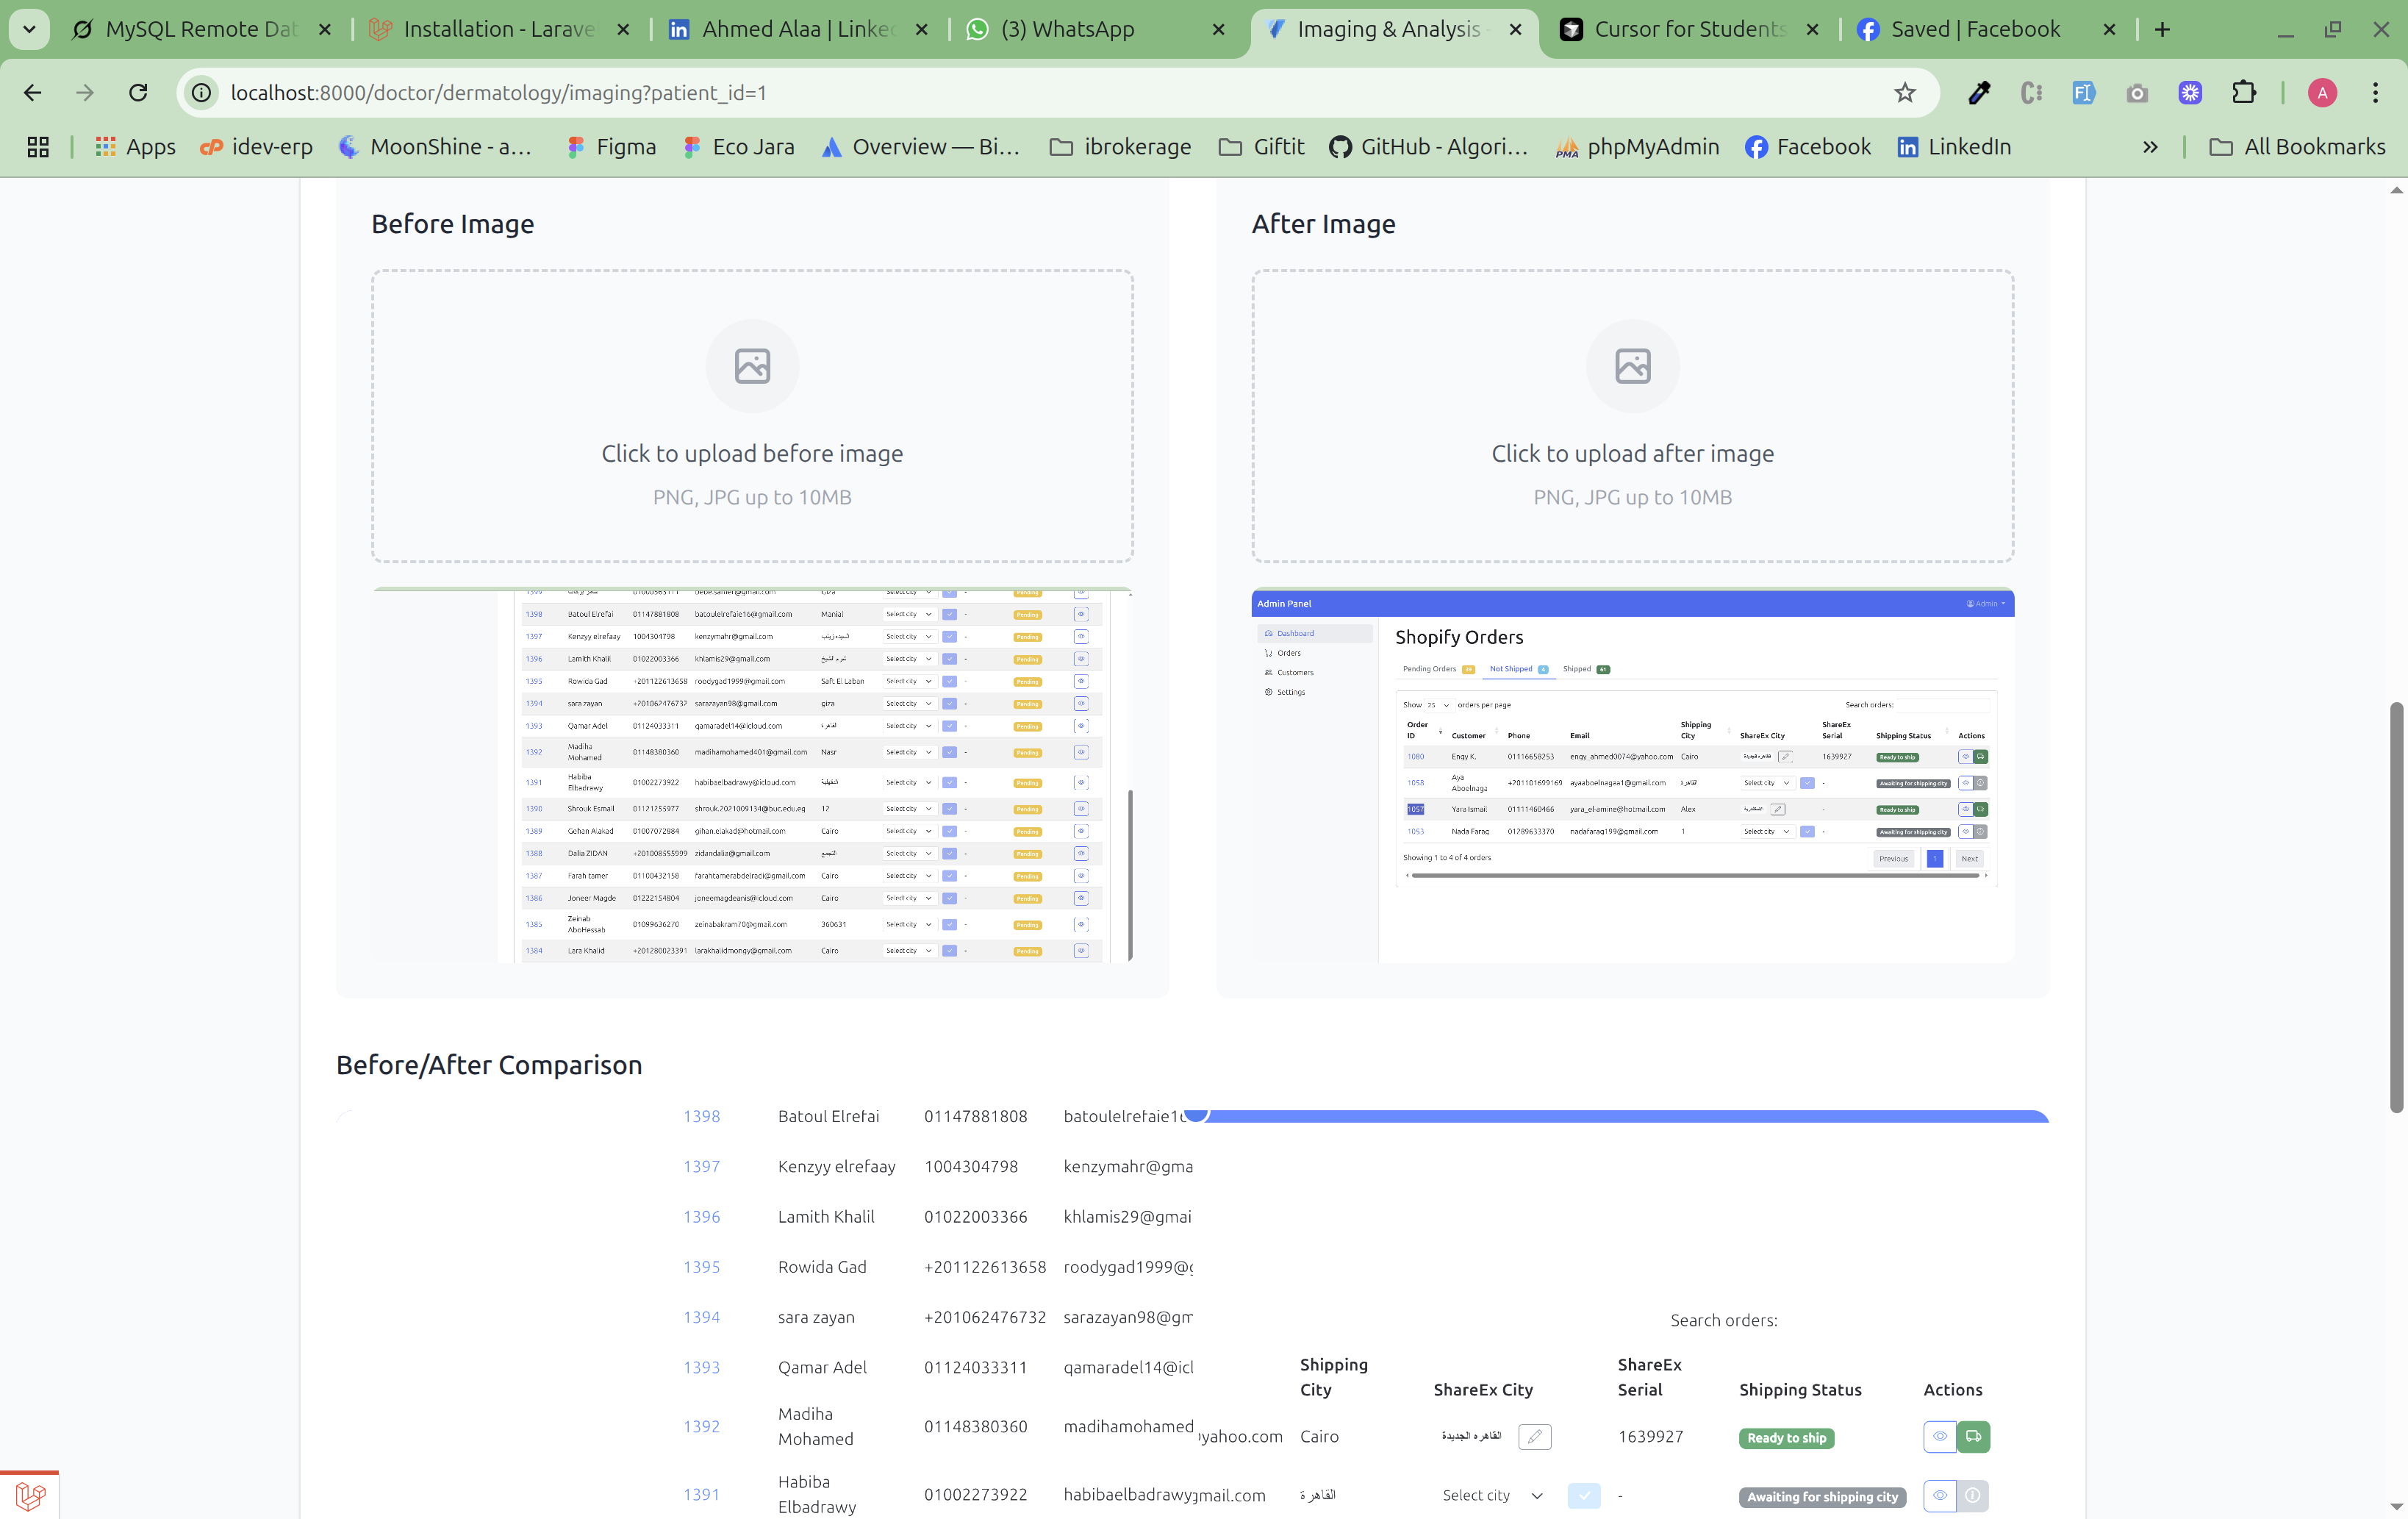 MySQL Remote Dat
Installation - Larave
Ahmed Alaa | Linke
(3) WhatsApp
Imaging & Analysis -
Cursor for Students
Saved | Facebook
localhost:8000/doctor/dermatology/imaging?patient_id=1
A
Apps
idev-erp
MoonShine - a...
Figma
Eco Jara
Overview — Bi...
ibrokerage
Giftit
GitHub - Algori...
phpMyAdmin
Facebook
LinkedIn
All Bookmarks
Before Image
Click to upload before image
PNG, JPG up to 10MB
1398 Batoul Elrefai 01147881808 batoulelrefaie16@gmail.com Manial Select city - Pending
1397 Kenzyy elrefaay 1004304798 kenzymahr@gmail.com السيده زينب Select city - Pending
1396 Lamith Khalil 01022003366 khlamis29@gmail.com شرم الشيخ Select city - Pending
1395 Rowida Gad +201122613658 roodygad1999@gmail.com Saft El Laban Select city - Pending
1394 sara zayan +201062476732 sarazayan98@gmail.com giza Select city - Pending
1393 Qamar Adel 01124033311 qamaradel14@icloud.com القاهرة Select city - Pending
1392 Madiha Mohamed 01148380360 madihamohamed401@gmail.com Nasr Select city - Pending
1391 Habiba Elbadrawy 01002273922 habibaelbadrawy@icloud.com الدقهلية Select city - Pending
1390 Shrouk Esmail 01121255977 shrouk.2021009134@buc.edu.eg 12 Select city - Pending
1389 Gehan Alakad 01007072884 gihan.elakad@hotmail.com Cairo Select city - Pending
1388 Dalia ZIDAN +201008555999 zidandalia@gmail.com التجمع Select city - Pending
1387 Farah tamer 01100432158 farahtamerabdelradi@gmail.com Cairo Select city - Pending
1386 Joneer Magde 01222154804 joneemagdeanis@icloud.com Cairo Select city - Pending
1385 Zeinab AboHessab 01099636270 zeinabakram70@gmail.com 360631 Select city - Pending
1384 Lara Khalid +201280023391 larakhalidmongy@gmail.com Cairo Select city - Pending
After Image
Click to upload after image
PNG, JPG up to 10MB
Admin Panel
Admin
Dashboard
Orders
Customers
Settings
Shopify Orders
Pending Orders
Not Shipped
Shipped 61
Show 25 orders per page
Search orders:
Order ID Customer Phone Email Shipping City ShareEx City ShareEx Serial Shipping Status Actions
1080 Engy K. 01116658253 engy_ahmed0074@yahoo.com Cairo القاهره الجديدة 1639927 Ready to ship
1058 Aya Aboelnaga +201101699169 ayaaboelnagaa1@gmail.com القاهرة Select city - Awaiting for shipping city
1057 Yara Ismail 01111460466 yara_el-amine@hotmail.com Alex الاسكندرية - Ready to ship
1053 Nada Farag 01289633370 nadafarag199@gmail.com 1 Select city - Awaiting for shipping city
Showing 1 to 4 of 4 orders
Previous 1 Next
Before/After Comparison
1398 Batoul Elrefai 01147881808 batoulelrefaie16
1397 Kenzyy elrefaay 1004304798 kenzymahr@gma
1396 Lamith Khalil 01022003366 khlamis29@gmai
1395 Rowida Gad +201122613658 roodygad1999@g
1394 sara zayan +201062476732 sarazayan98@gm
Search orders:
1393 Qamar Adel 01124033311 qamaradel14@icl
Shipping City ShareEx City ShareEx Serial Shipping Status Actions
1392 Madiha Mohamed 01148380360 madihamohamed
yahoo.com Cairo القاهره الجديدة 1639927 Ready to ship
1391 Habiba Elbadrawy 01002273922 habibaelbadrawy
gmail.com القاهرة Select city - Awaiting for shipping city